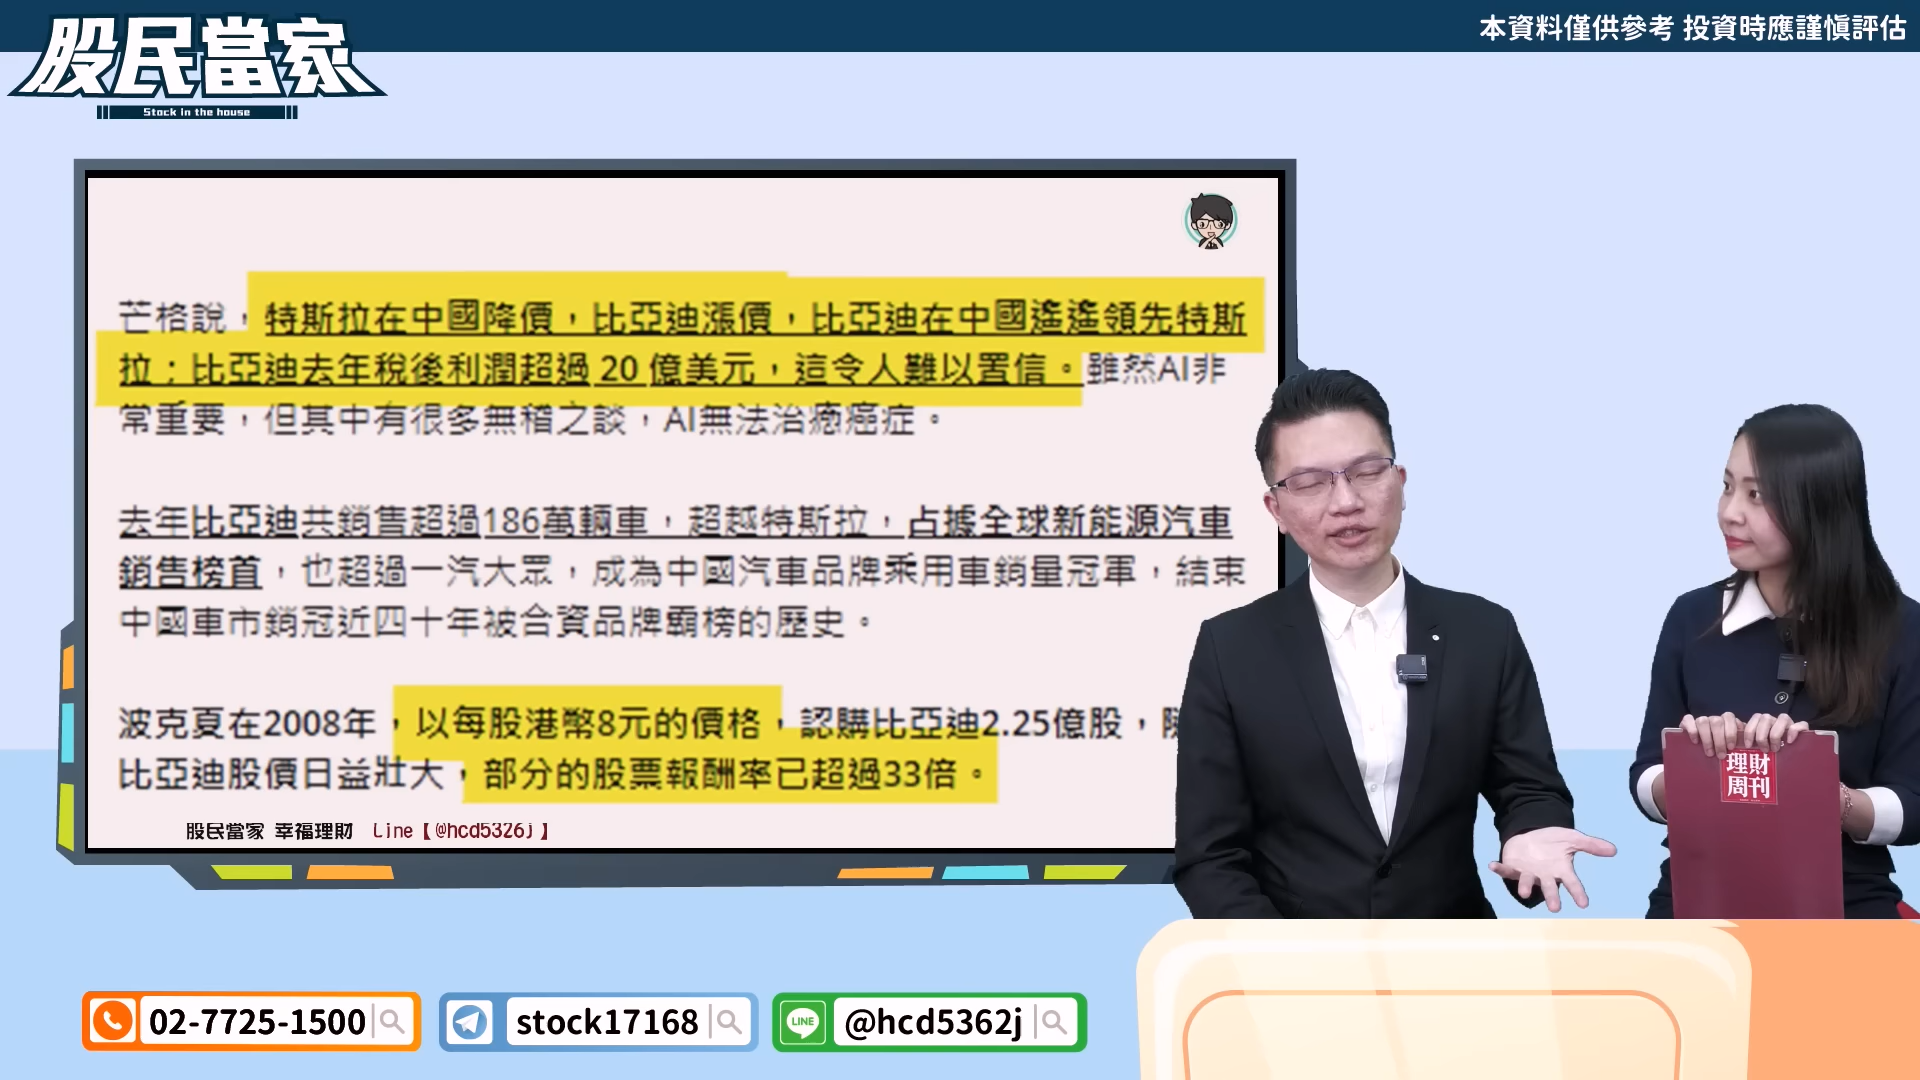 股民當家
Stock in the house
本資料僅供參考 投資時應謹慎評估
芒格說，特斯拉在中國降價，比亞迪漲價，比亞迪在中國遙遙領先特斯
拉；比亞迪去年稅後利潤超過 20 億美元，這令人難以置信。雖然AI非
常重要，但其中有很多無稽之談，AI無法治癒癌症。
去年比亞迪共銷售超過186萬輛車，超越特斯拉，占據全球新能源汽車
銷售榜首，也超過一汽大眾，成為中國汽車品牌乘用車銷量冠軍，結束
中國車市銷冠近四十年被合資品牌霸榜的歷史。
波克夏在2008年，以每股港幣8元的價格，認購比亞迪2.25億股，
比亞迪股價日益壯大，部分的股票報酬率已超過33倍。
股民當家 幸福理財 Line【@hcd5326j】
理財
周刊
02-7725-1500
stock17168
LINE
@hcd5362j